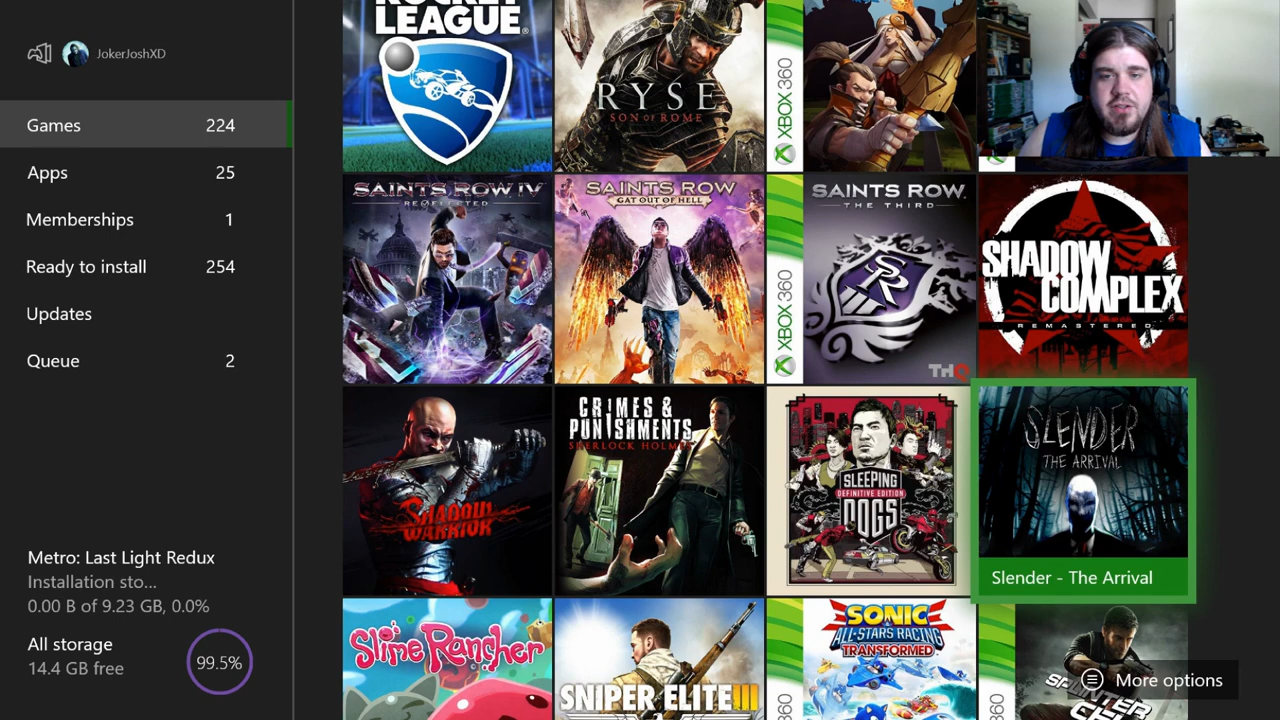 JokerJoshXD
Games 224
Apps 25
Memberships 1
Ready to install 254
Updates
Queue 2
Metro: Last Light Redux
Installation sto...
0.00 B of 9.23 GB, 0.0%
All storage
14.4 GB free
99.5%
ROCKET
LEAGUE
RYSE
SON OF ROME
XBOX 360
SAINTS ROW IV
RE-ELECTED
SAINTS ROW
GAT OUT OF HELL
XBOX 360
SAINTS ROW
THE THIRD
SR
THQ
SHADOW
COMPLEX
REMASTERED
SHADOW
WARRIOR
CRIMES &
PUNISHMENTS
SHERLOCK HOLMES
SLEEPING
DEFINITIVE EDITION
DOGS
SLENDER
THE ARRIVAL
Slender - The Arrival
Slime Rancher
SNIPER ELITE III
360
SONIC
ALL-STARS RACING
TRANSFORMED
360
More options